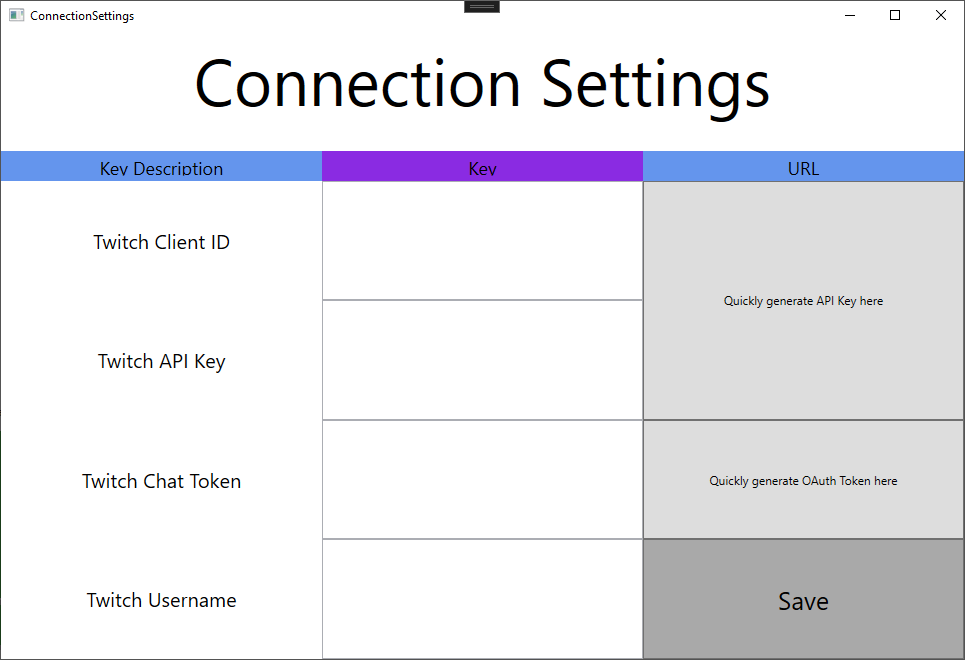 ConnectionSettings
Connection Settings
Key Description
Key
URL
Twitch Client ID
Quickly generate API Key here
Twitch API Key
Twitch Chat Token
Quickly generate OAuth Token here
Twitch Username
Save